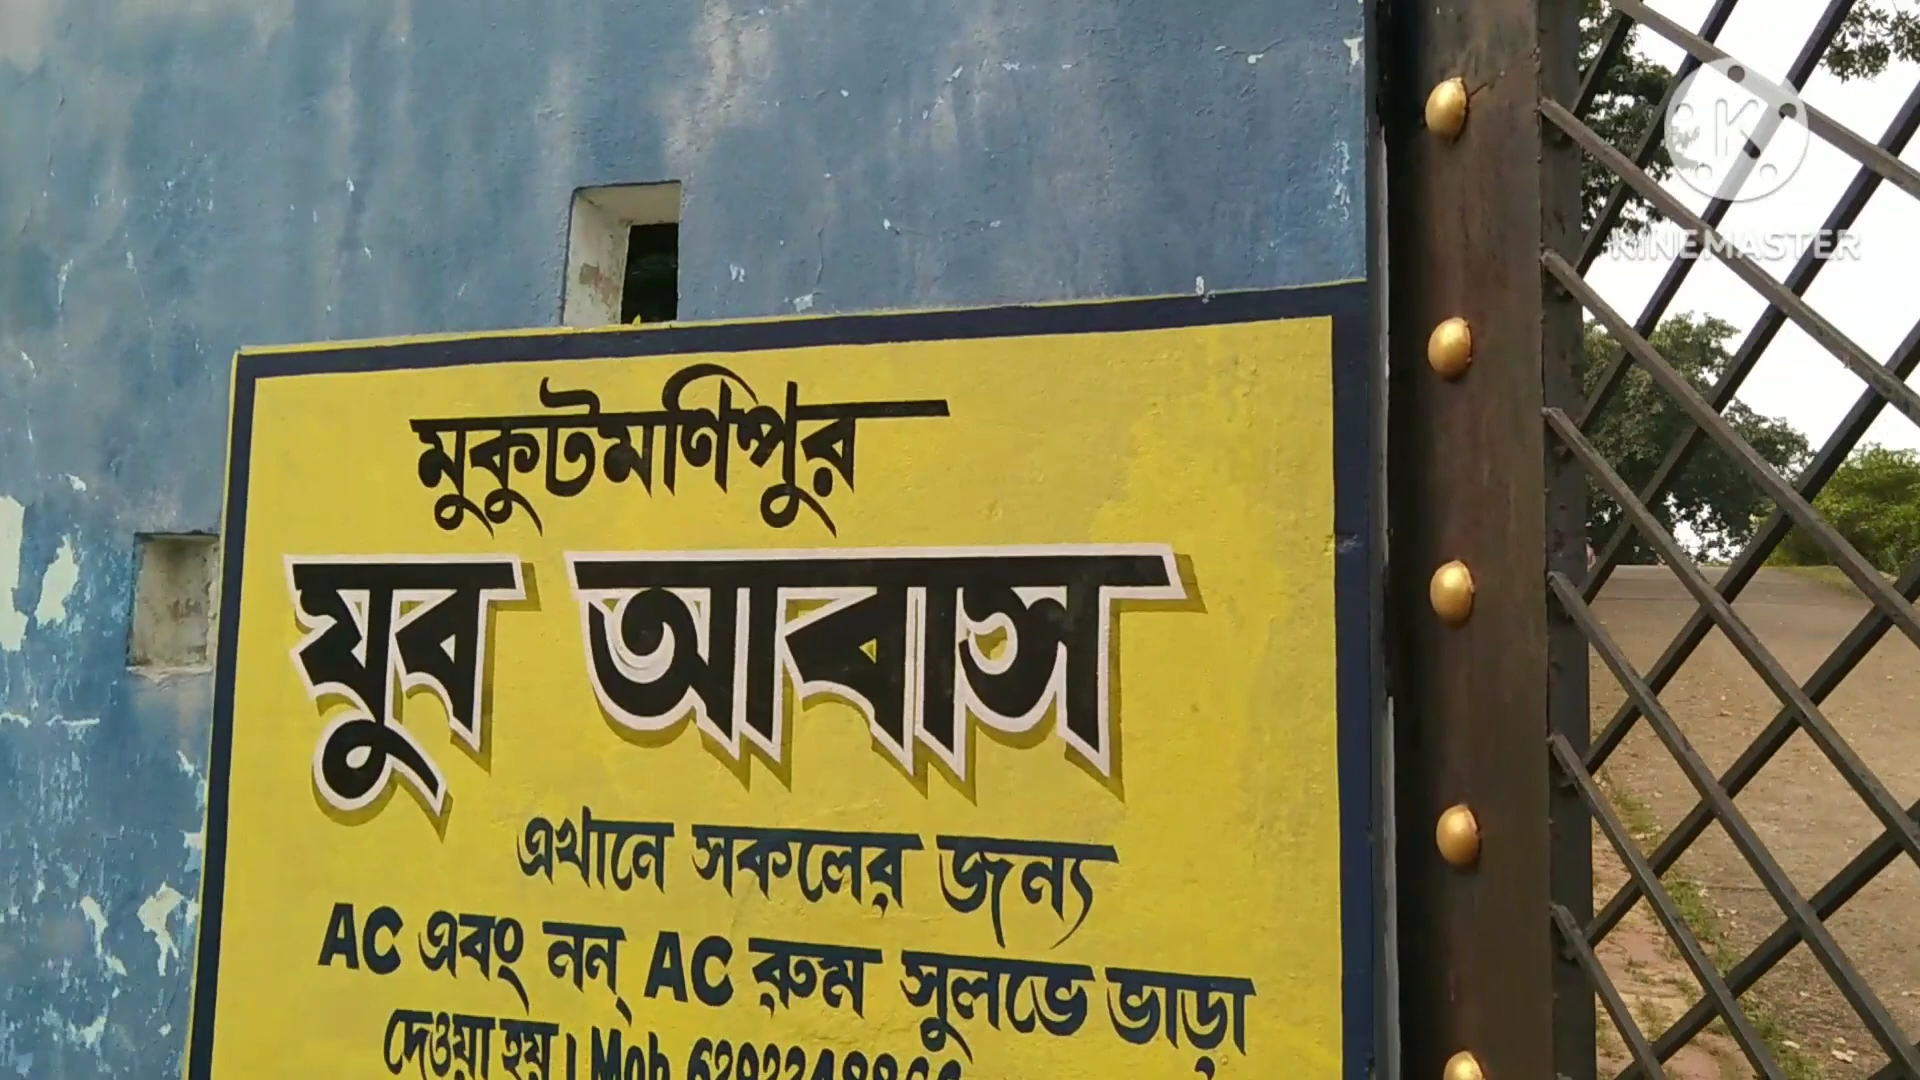 মুকুটমণিপুর
যুব আবাস
এখানে সকলের জন্য
AC এবং নন্ AC রুম সুলভে ভাড়া
দেওয়া হয়। Mob
KINEMASTER